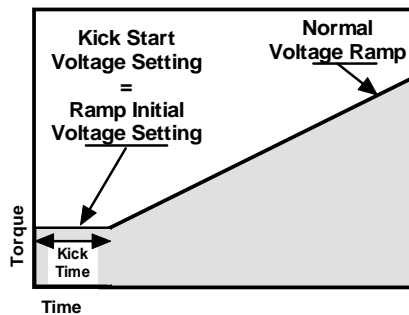 Kick Start
Voltage Setting
=
Ramp Initial
Voltage Setting
Normal
Voltage Ramp
Torque
Kick
Time
Time